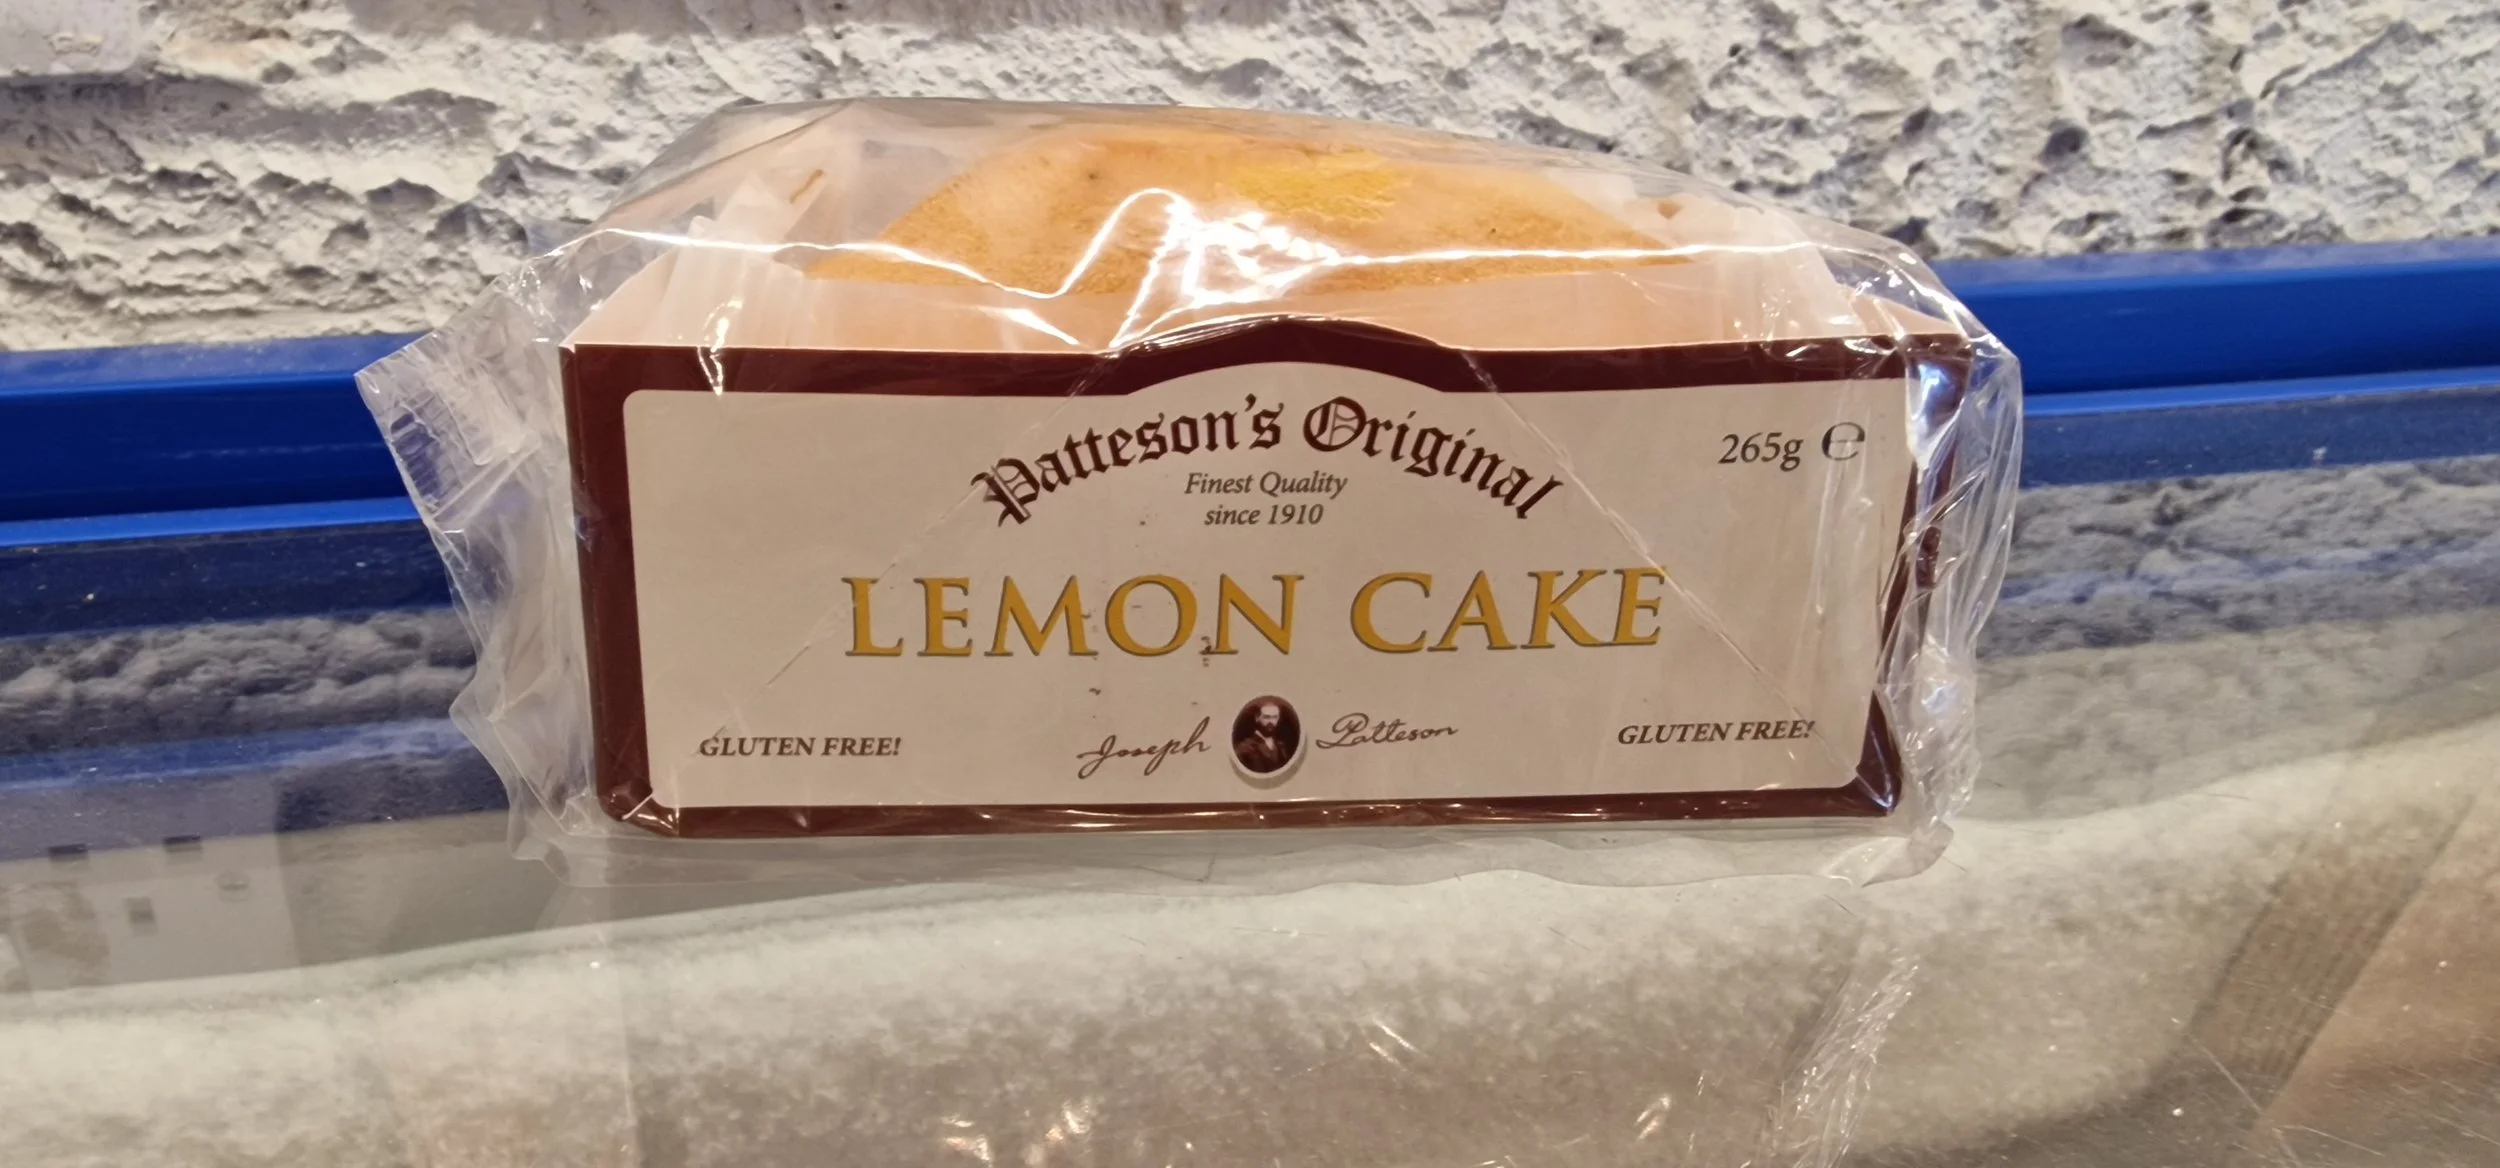 Patteson's Original
Finest Quality
since 1910
265g ℮
LEMON CAKE
GLUTEN FREE!
Joseph Patteson
GLUTEN FREE!